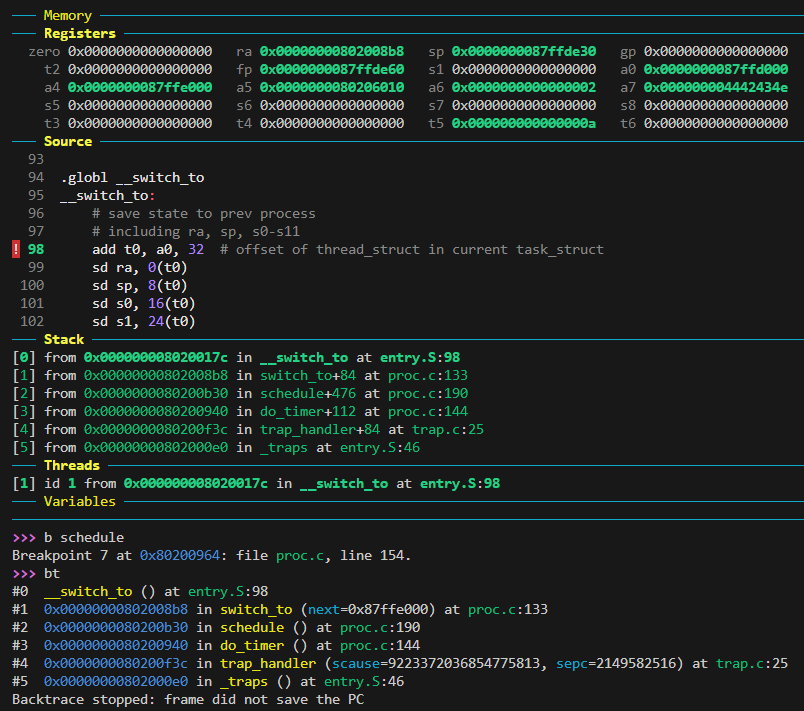 Memory
Registers
zero 0x0000000000000000 ra 0x00000000802008b8 sp 0x0000000087ffde30 gp 0x0000000000000000
t2 0x0000000000000000 fp 0x0000000087ffde60 s1 0x0000000000000000 a0 0x0000000087ffd000
a4 0x0000000087ffe000 a5 0x0000000080206010 a6 0x0000000000000002 a7 0x000000004442434e
s5 0x0000000000000000 s6 0x0000000000000000 s7 0x0000000000000000 s8 0x0000000000000000
t3 0x0000000000000000 t4 0x0000000000000000 t5 0x000000000000000a t6 0x0000000000000000
Source
93
94 .globl __switch_to
95 __switch_to:
96 # save state to prev process
97 # including ra, sp, s0-s11
! 98 add t0, a0, 32 # offset of thread_struct in current task_struct
99 sd ra, 0(t0)
100 sd sp, 8(t0)
101 sd s0, 16(t0)
102 sd s1, 24(t0)
Stack
[0] from 0x000000008020017c in __switch_to at entry.S:98
[1] from 0x00000000802008b8 in switch_to+84 at proc.c:133
[2] from 0x0000000080200b30 in schedule+476 at proc.c:190
[3] from 0x0000000080200940 in do_timer+112 at proc.c:144
[4] from 0x0000000080200f3c in trap_handler+84 at trap.c:25
[5] from 0x00000000802000e0 in _traps at entry.S:46
Threads
[1] id 1 from 0x000000008020017c in __switch_to at entry.S:98
Variables
>>> b schedule
Breakpoint 7 at 0x80200964: file proc.c, line 154.
>>> bt
#0 __switch_to () at entry.S:98
#1 0x00000000802008b8 in switch_to (next=0x87ffe000) at proc.c:133
#2 0x0000000080200b30 in schedule () at proc.c:190
#3 0x0000000080200940 in do_timer () at proc.c:144
#4 0x0000000080200f3c in trap_handler (scause=9223372036854775813, sepc=2149582516) at trap.c:25
#5 0x00000000802000e0 in _traps () at entry.S:46
Backtrace stopped: frame did not save the PC